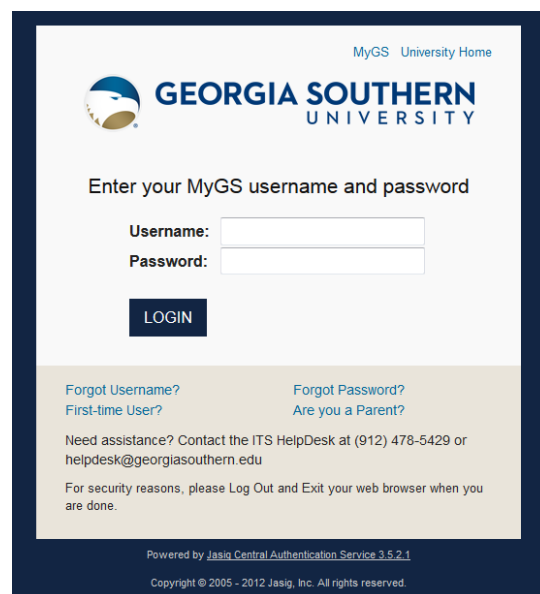 MyGS University Home
GEORGIA SOUTHERN
UNIVERSITY
Enter your MyGS username and password
Username:
Password:
LOGIN
Forgot Username? Forgot Password?
First-time User? Are you a Parent?
Need assistance? Contact the ITS HelpDesk at (912) 478-5429 or
helpdesk@georgiasouthern.edu
For security reasons, please Log Out and Exit your web browser when you
are done.
Powered by Jasig Central Authentication Service 3.5.2.1
Copyright © 2005 - 2012 Jasig, Inc. All rights reserved.